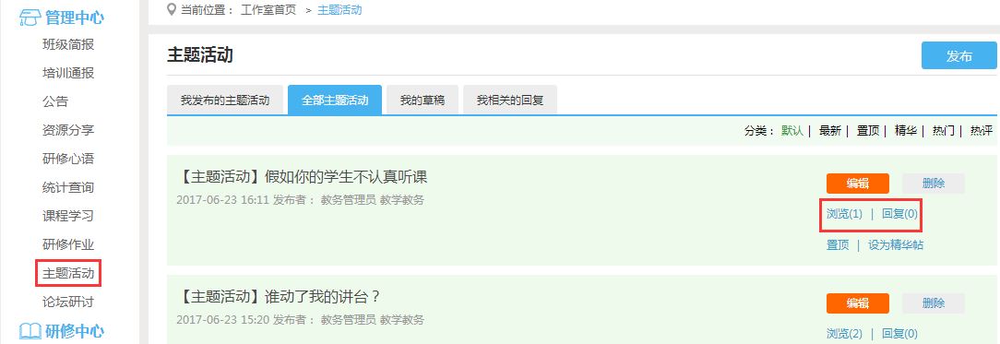 管理中心
班级简报
培训通报
公告
资源分享
研修心语
统计查询
课程学习
研修作业
主题活动
论坛研讨
研修中心
当前位置： 工作室首页 > 主题活动
主题活动
发布
我发布的主题活动 全部主题活动 我的草稿 我相关的回复
分类： 默认 | 最新 | 置顶 | 精华 | 热门 | 热评
【主题活动】假如你的学生不认真听课
2017-06-23 16:11 发布者： 教务管理员 教学教务
编辑 删除
浏览(1) | 回复(0)
置顶 | 设为精华帖
【主题活动】谁动了我的讲台？
2017-06-23 15:20 发布者： 教务管理员 教学教务
编辑 删除
浏览(2) | 回复(0)